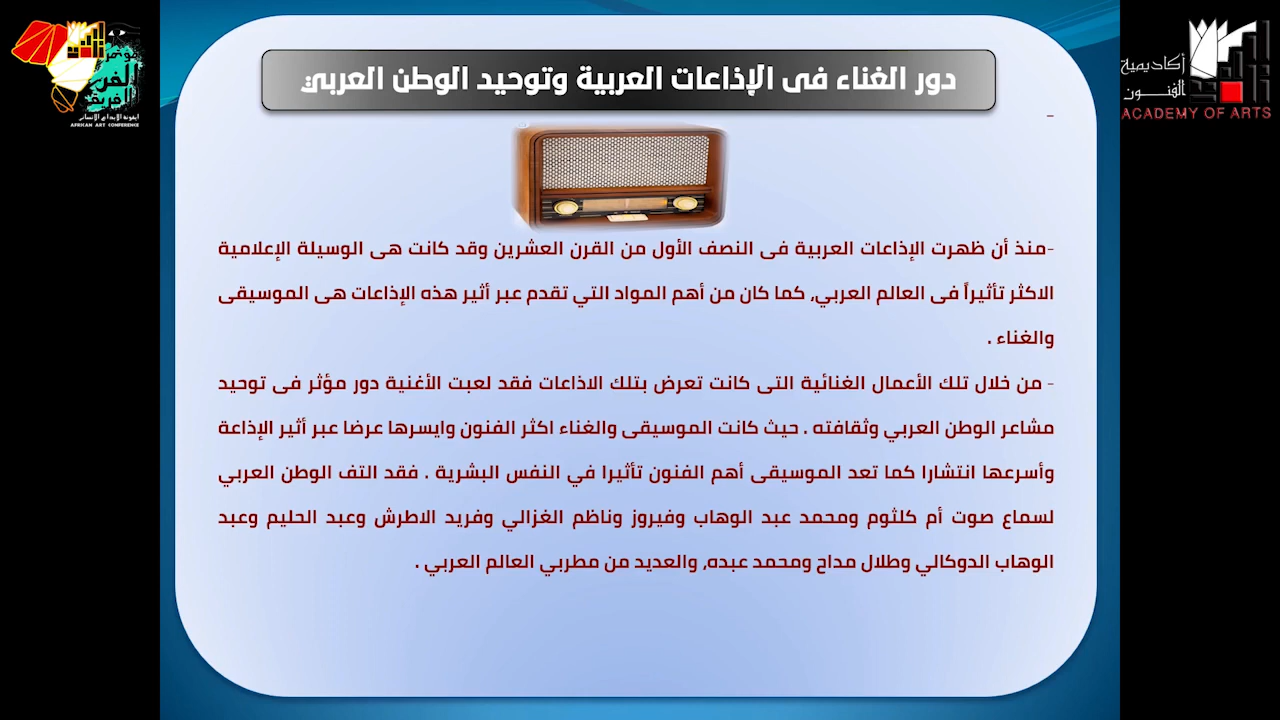 دور الغناء فى الإذاعات العربية وتوحيد الوطن العربي
-
-منذ أن ظهرت الإذاعات العربية فى النصف الأول من القرن العشرين وقد كانت هى الوسيلة الإعلامية
الاكثر تأثيراً فى العالم العربي، كما كان من أهم المواد التي تقدم عبر أثير هذه الإذاعات هى الموسيقى
والغناء .
- من خلال تلك الأعمال الغنائية التى كانت تعرض بتلك الاذاعات فقد لعبت الأغنية دور مؤثر فى توحيد
مشاعر الوطن العربي وثقافته . حيث كانت الموسيقى والغناء اكثر الفنون وايسرها عرضا عبر أثير الإذاعة
وأسرعها انتشارا كما تعد الموسيقى أهم الفنون تأثيرا في النفس البشرية . فقد التف الوطن العربي
لسماع صوت أم كلثوم ومحمد عبد الوهاب وفيروز وناظم الغزالي وفريد الاطرش وعبد الحليم وعبد
الوهاب الدوكالي وطلال مداح ومحمد عبده، والعديد من مطربي العالم العربي .
أكاديمية
الفنون
ACADEMY OF ARTS
AFRICAN ART CONFERENCE